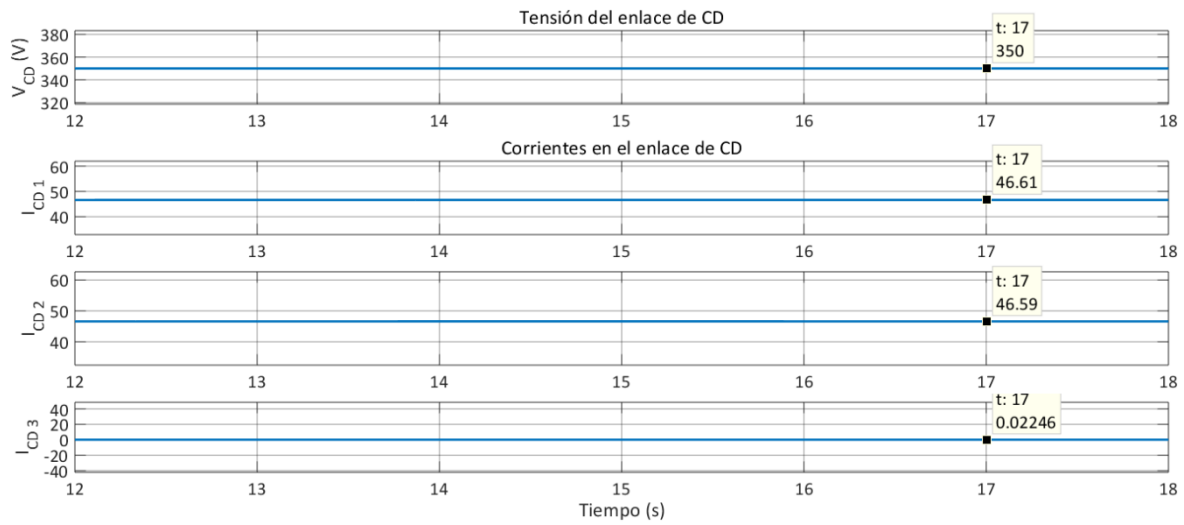 Tensión del enlace de CD
V_CD (V)
380
360
340
320
t: 17
350
12 13 14 15 16 17 18
Corrientes en el enlace de CD
I_CD 1
60
50
40
t: 17
46.61
12 13 14 15 16 17 18
I_CD 2
60
50
40
t: 17
46.59
12 13 14 15 16 17 18
I_CD 3
40
20
0
-20
-40
t: 17
0.02246
12 13 14 15 16 17 18
Tiempo (s)